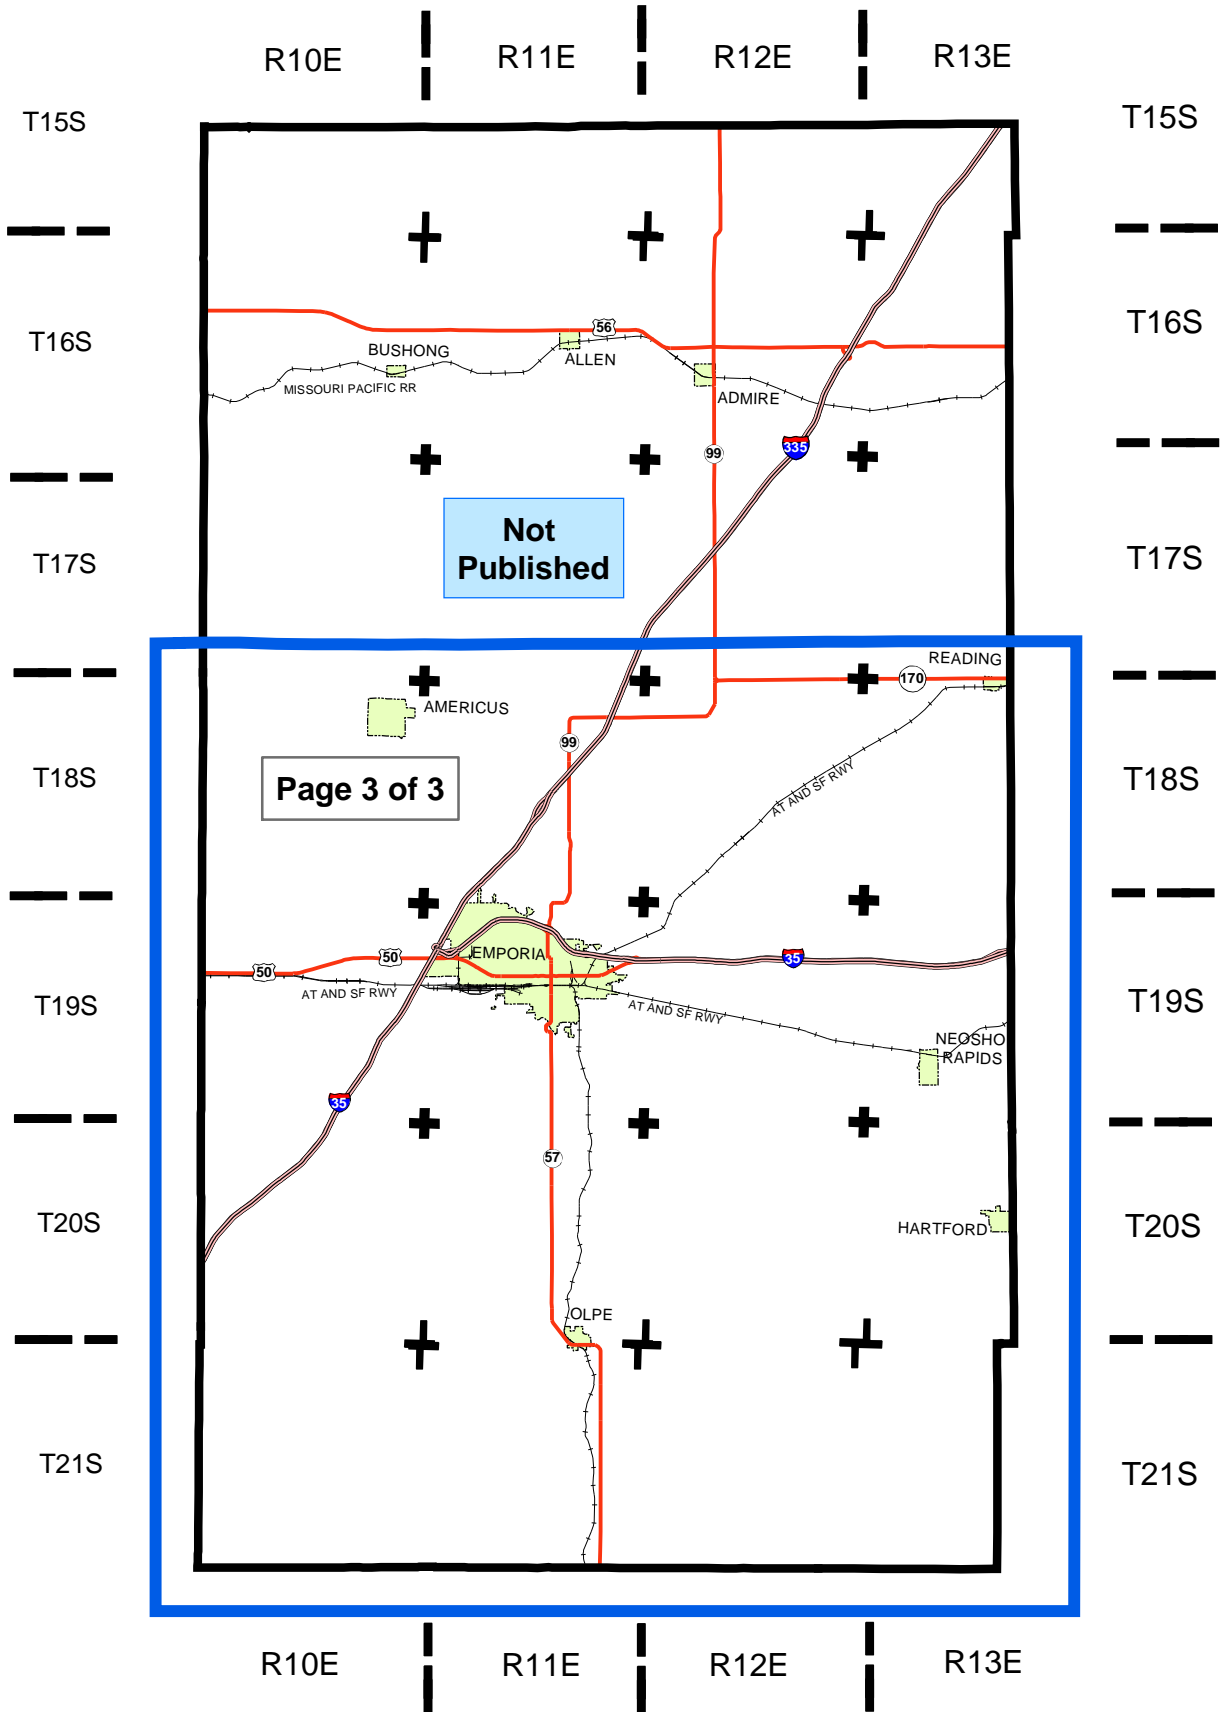 R10E
R11E
R12E
R13E
T15S
T15S
T16S
56
BUSHONG
ALLEN
T16S
MISSOURI PACIFIC RR
ADMIRE
99
335
Not
Published
T17S
T17S
READING
170
AMERICUS
99
T18S
Page 3 of 3
AT AND SF RWY
T18S
EMPORIA
50
50
35
AT AND SF RWY
AT AND SF RWY
T19S
T19S
NEOSHO
RAPIDS
35
57
T20S
HARTFORD
T20S
OLPE
T21S
T21S
R10E
R11E
R12E
R13E